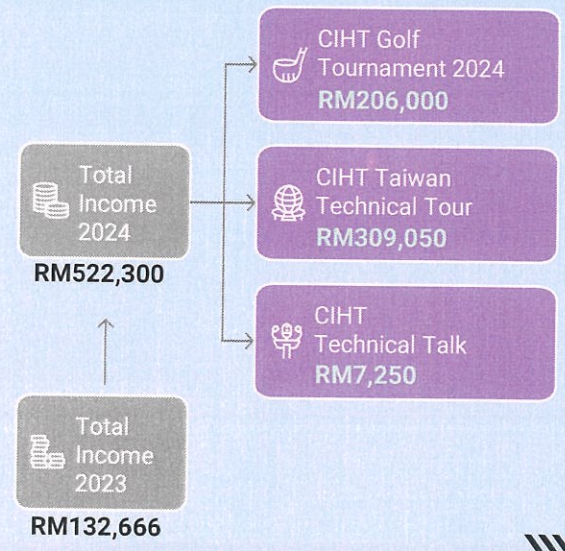 CIHT Golf
Tournament 2024
RM206,000
Total
Income
2024
RM522,300
CIHT Taiwan
Technical Tour
RM309,050
CIHT
Technical Talk
RM7,250
Total
Income
2023
RM132,666